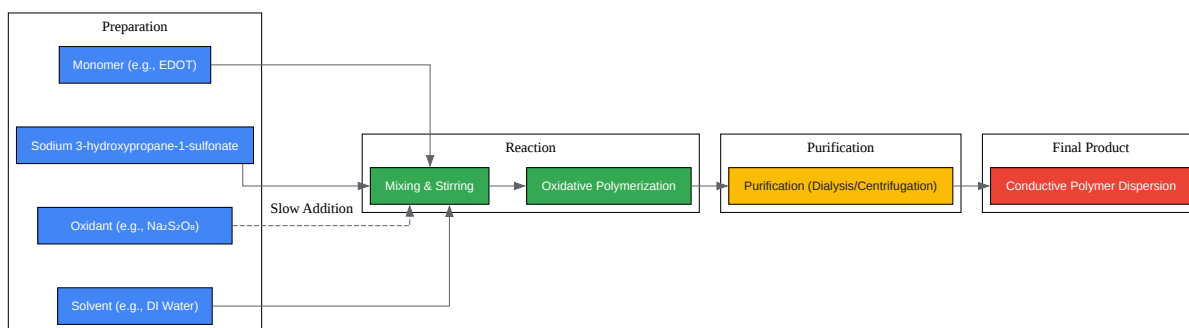 Preparation
Monomer (e.g., EDOT)
Sodium 3-hydroxypropane-1-sulfonate
Oxidant (e.g., Na₂S₂O₈)
Solvent (e.g., DI Water)
Slow Addition
Reaction
Mixing & Stirring
Oxidative Polymerization
Purification
Purification (Dialysis/Centrifugation)
Final Product
Conductive Polymer Dispersion